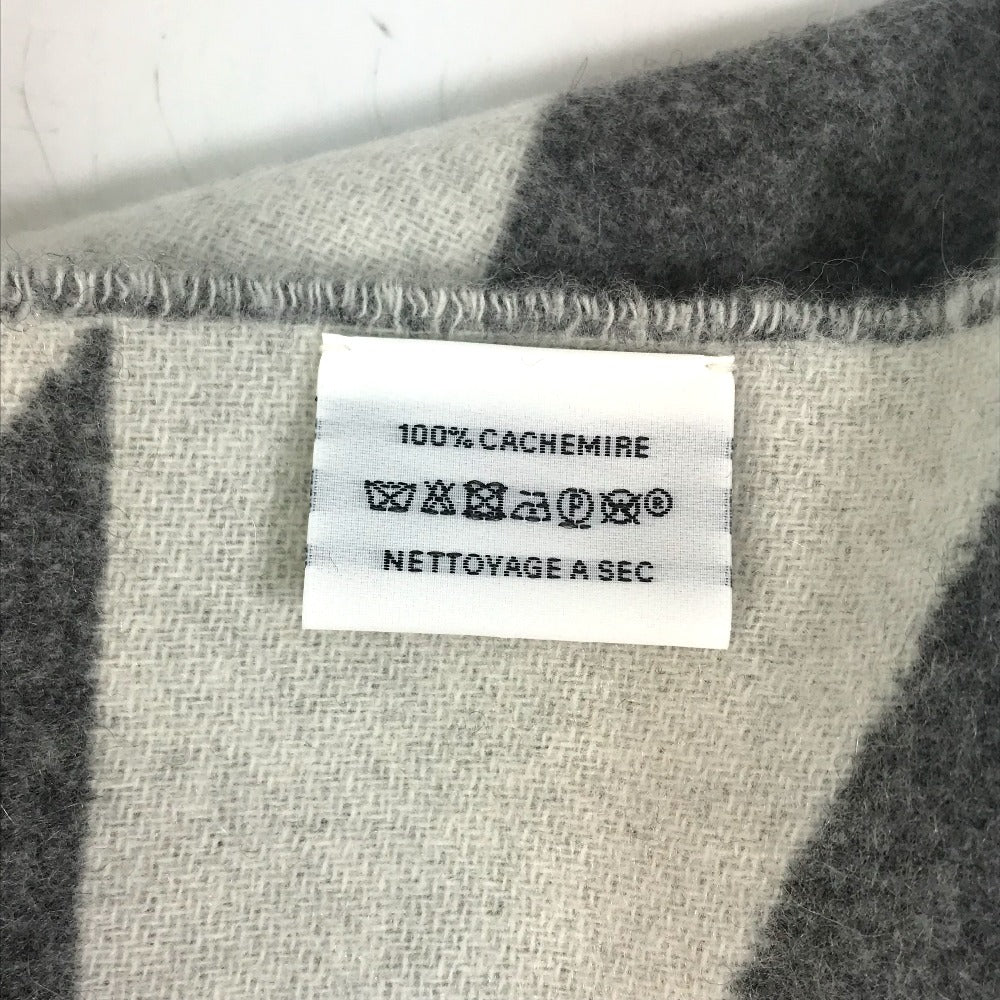 100% CACHEMIRE
P W ®
NETTOYAGE A SEC